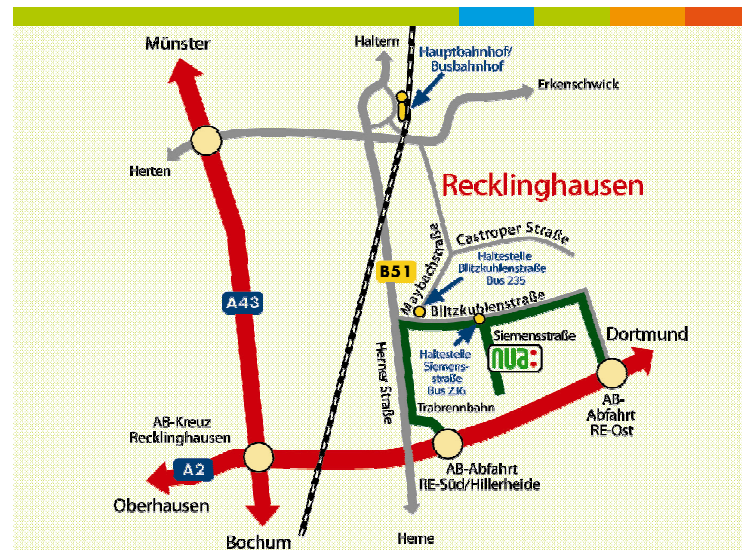 Münster
Haltern
Hauptbahnhof/
Busbahnhof
Erkenschwick
Herten
Recklinghausen
Castroper Straße
Maybachstraße
Haltestelle
Blitzkuhlenstraße
Bus 235
B51
A43
Blitzkuhlenstraße
Siemensstraße
Dortmund
nua:
Haltestelle
Siemens-
straße
Bus 236
Herner Straße
Trabrennbahn
AB-
Abfahrt
RE-Ost
AB-Kreuz
Recklinghausen
A2
AB-Abfahrt
RE-Süd/Hillerheide
Oberhausen
Bochum
Herne